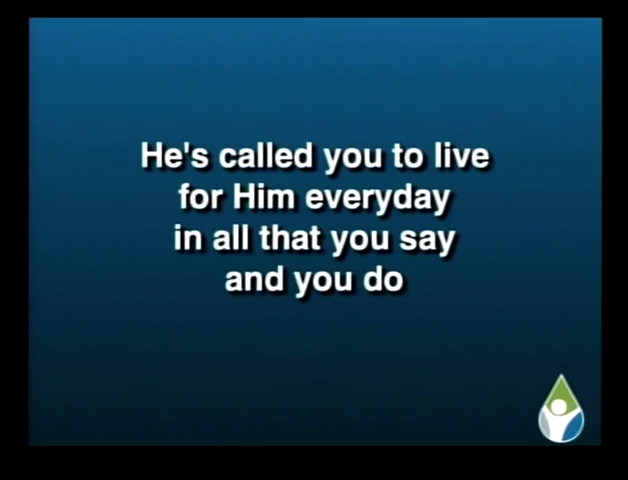 He's called you to live
for Him everyday
in all that you say
and you do